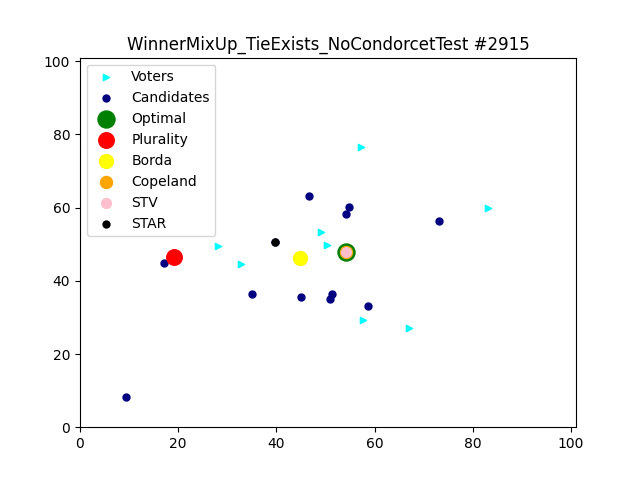 WinnerMixUp_TieExists_NoCondorcetTest #2915
Voters
Candidates
Optimal
Plurality
Borda
Copeland
STV
STAR
100
80
60
40
20
0
0 20 40 60 80 100